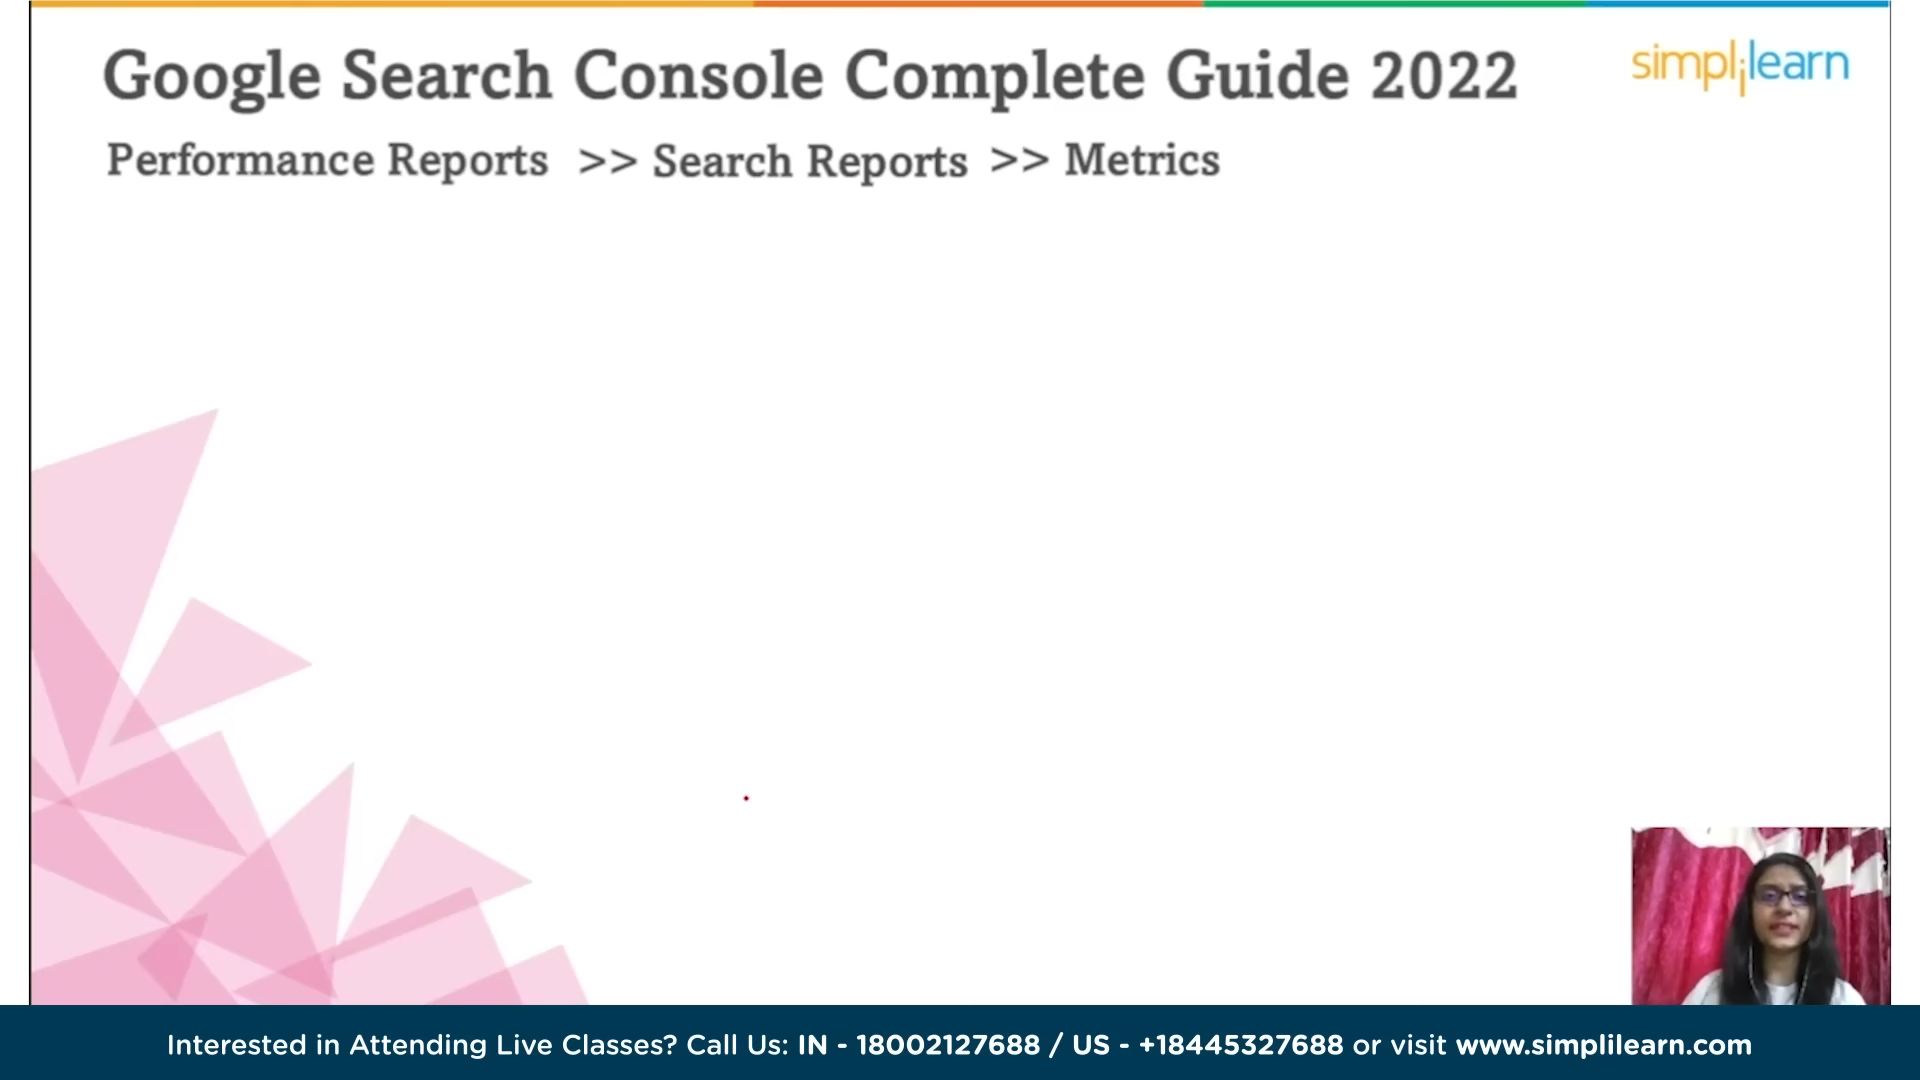 Google Search Console Complete Guide 2022
simplilearn
Performance Reports >> Search Reports >> Metrics
Interested in Attending Live Classes? Call Us: IN - 18002127688 / US - +18445327688 or visit www.simplilearn.com